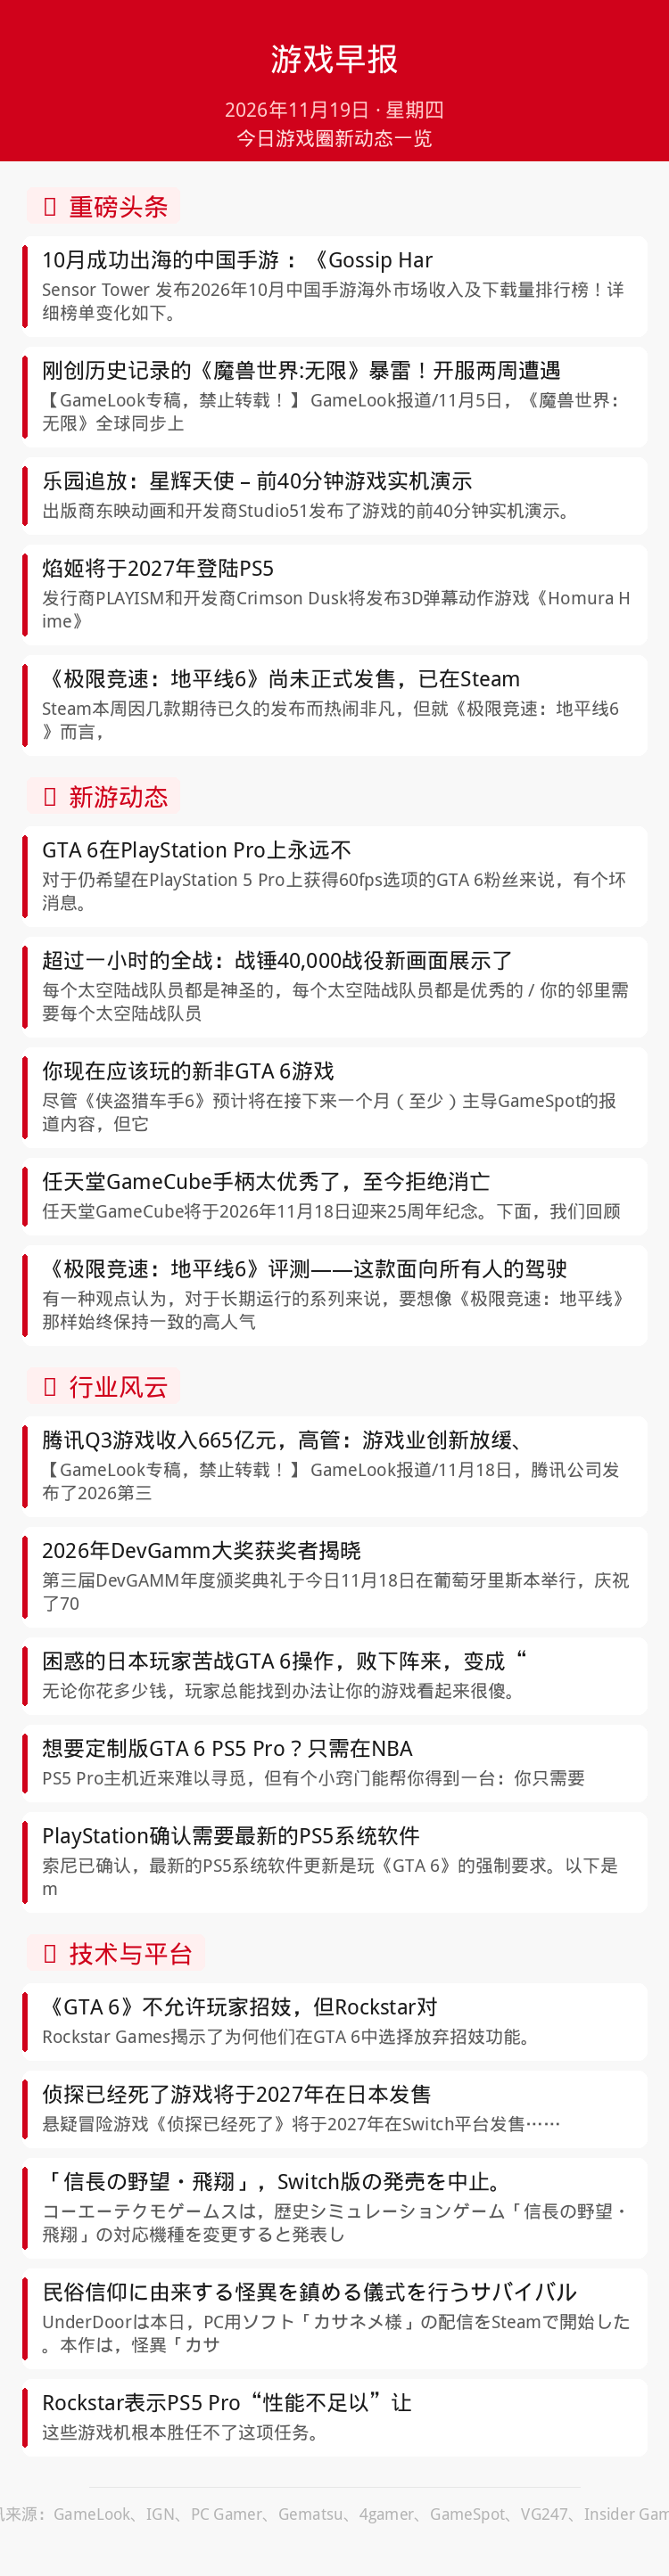 游戏早报
2026年11月19日 · 星期四
今日游戏圈新动态一览
重磅头条
10月成功出海的中国手游 ：《Gossip Har
Sensor Tower 发布2026年10月中国手游海外市场收入及下载量排行榜！详
细榜单变化如下。
刚创历史记录的《魔兽世界:无限》暴雷！开服两周遭遇
【GameLook专稿，禁止转载！】GameLook报道/11月5日，《魔兽世界：
无限》全球同步上
乐园追放：星辉天使 – 前40分钟游戏实机演示
出版商东映动画和开发商Studio51发布了游戏的前40分钟实机演示。
焰姬将于2027年登陆PS5
发行商PLAYISM和开发商Crimson Dusk将发布3D弹幕动作游戏《Homura H
ime》
《极限竞速：地平线6》尚未正式发售，已在Steam
Steam本周因几款期待已久的发布而热闹非凡，但就《极限竞速：地平线6
》而言，
新游动态
GTA 6在PlayStation Pro上永远不
对于仍希望在PlayStation 5 Pro上获得60fps选项的GTA 6粉丝来说，有个坏
消息。
超过一小时的全战：战锤40,000战役新画面展示了
每个太空陆战队员都是神圣的，每个太空陆战队员都是优秀的 / 你的邻里需
要每个太空陆战队员
你现在应该玩的新非GTA 6游戏
尽管《侠盗猎车手6》预计将在接下来一个月（至少）主导GameSpot的报
道内容，但它
任天堂GameCube手柄太优秀了，至今拒绝消亡
任天堂GameCube将于2026年11月18日迎来25周年纪念。下面，我们回顾
《极限竞速：地平线6》评测——这款面向所有人的驾驶
有一种观点认为，对于长期运行的系列来说，要想像《极限竞速：地平线》
那样始终保持一致的高人气
行业风云
腾讯Q3游戏收入665亿元，高管：游戏业创新放缓、
【GameLook专稿，禁止转载！】GameLook报道/11月18日，腾讯公司发
布了2026第三
2026年DevGamm大奖获奖者揭晓
第三届DevGAMM年度颁奖典礼于今日11月18日在葡萄牙里斯本举行，庆祝
了70
困惑的日本玩家苦战GTA 6操作，败下阵来，变成“
无论你花多少钱，玩家总能找到办法让你的游戏看起来很傻。
想要定制版GTA 6 PS5 Pro？只需在NBA
PS5 Pro主机近来难以寻觅，但有个小窍门能帮你得到一台：你只需要
PlayStation确认需要最新的PS5系统软件
索尼已确认，最新的PS5系统软件更新是玩《GTA 6》的强制要求。以下是
m
技术与平台
《GTA 6》不允许玩家招妓，但Rockstar对
Rockstar Games揭示了为何他们在GTA 6中选择放弃招妓功能。
侦探已经死了游戏将于2027年在日本发售
悬疑冒险游戏《侦探已经死了》将于2027年在Switch平台发售……
「信長の野望・飛翔」，Switch版の発売を中止。
コーエーテクモゲームスは，歴史シミュレーションゲーム「信長の野望・
飛翔」の対応機種を変更すると発表し
民俗信仰に由来する怪異を鎮める儀式を行うサバイバル
UnderDoorは本日，PC用ソフト「カサネメ様」の配信をSteamで開始した
。本作は，怪異「カサ
Rockstar表示PS5 Pro“性能不足以”让
这些游戏机根本胜任不了这项任务。
来源：GameLook、IGN、PC Gamer、Gematsu、4gamer、GameSpot、VG247、Insider Gam